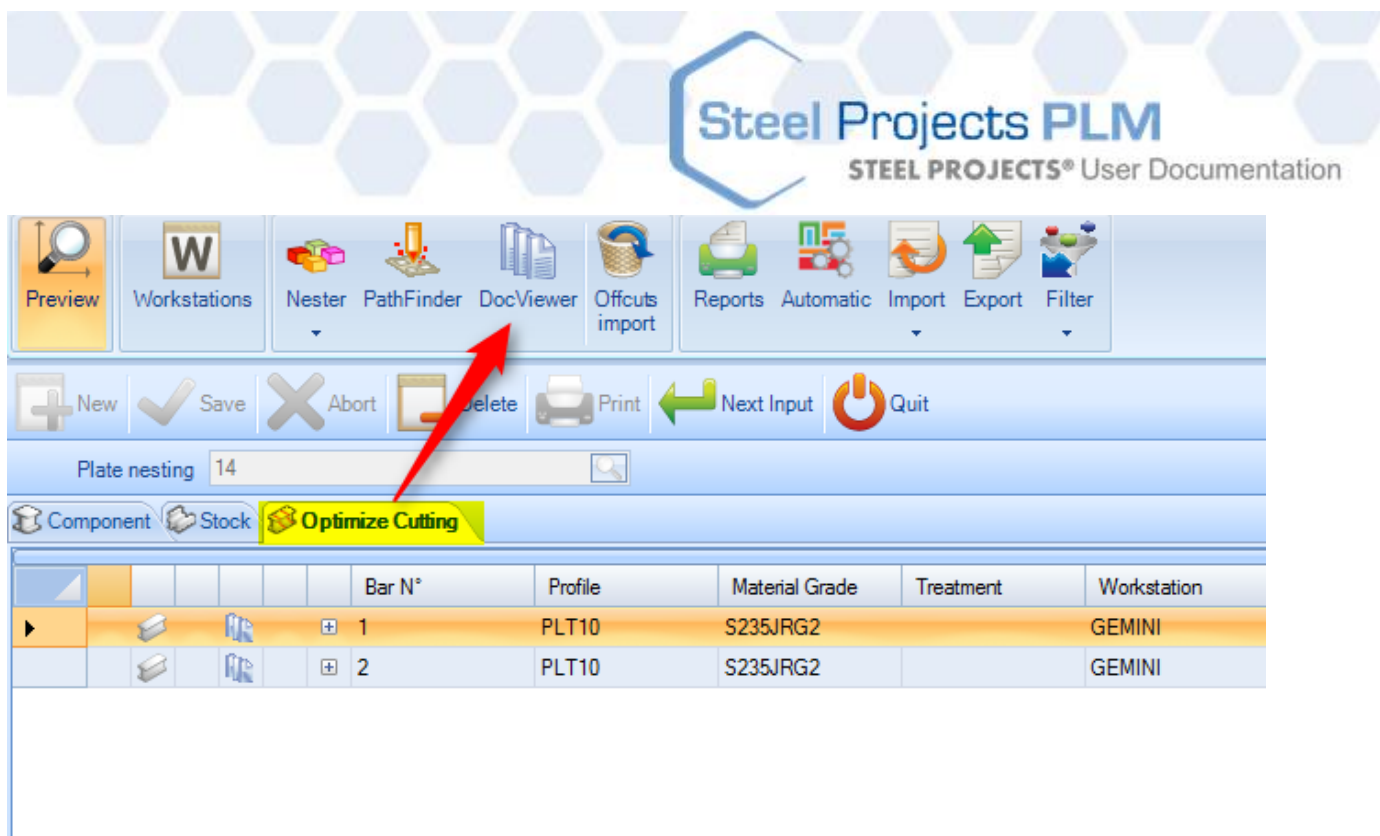 Steel Projects PLM
STEEL PROJECTS® User Documentation
W
Preview Workstations Nester PathFinder DocViewer Offcuts import Reports Automatic Import Export Filter
New Save Abort Delete Print Next Input Quit
Plate nesting 14
Component Stock Optimize Cutting
Bar N° Profile Material Grade Treatment Workstation
1 PLT10 S235JRG2 GEMINI
2 PLT10 S235JRG2 GEMINI